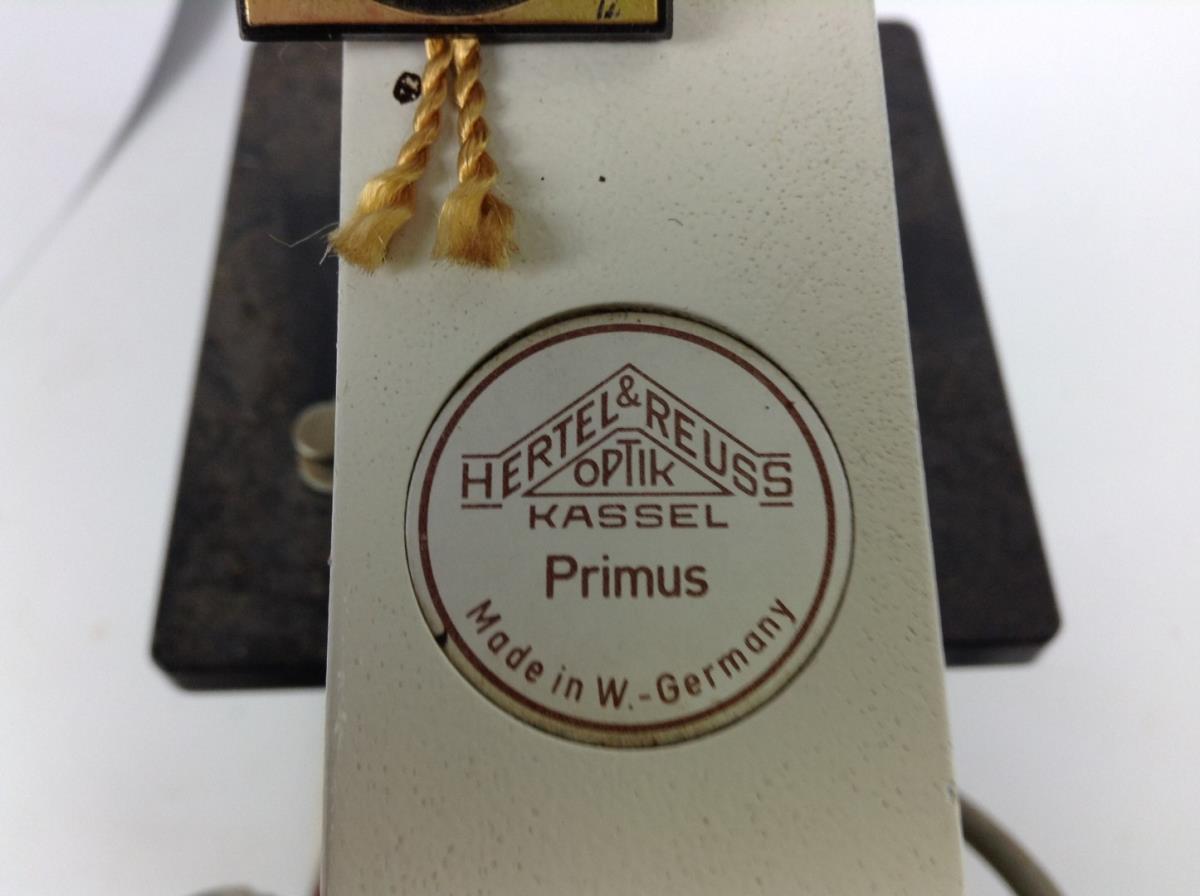 HERTEL & REUSS
OPTIK
KASSEL
Primus
Made in W.-Germany